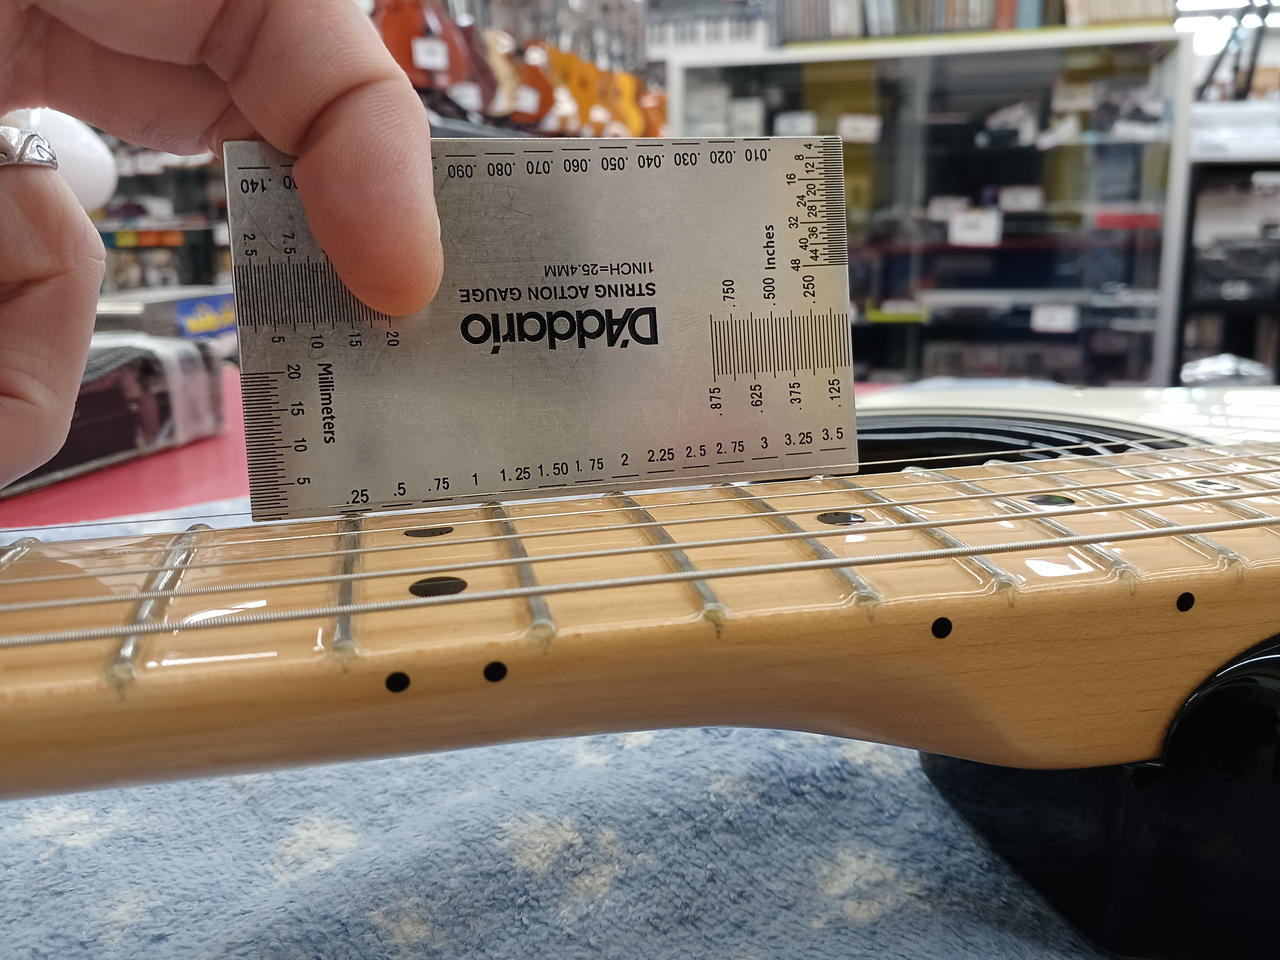 .140 .090 .080 .070 .060 .050 .040 .030 .020 .010
4 8 12 16 20 24 28 32 36 40 44 48
2.5 7.5
5 10 15 20
1INCH=25.4MM
STRING ACTION GAUGE
D'Addario
Inches
.750 .500 .250
.875 .625 .375 .125
Millimeters
20
15
10
5
.25 .5 .75 1 1.25 1.50 1.75 2 2.25 2.5 2.75 3 3.25 3.5